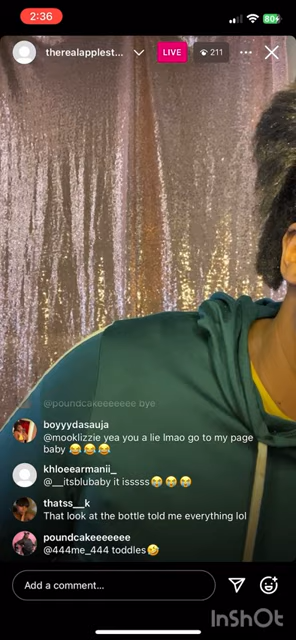 2:36
80
therealapplest...
LIVE
211
@poundcakeeeeeee bye
boyyydasauja
@mooklizzie yea you a lie lmao go to my page
baby 😂😂😂
khloeearmanii_
@__itsblubaby it isssss😭😭😭
thatss__k
That look at the bottle told me everything lol
poundcakeeeeeee
@444me_444 toddles🤣
Add a comment...
InShOt